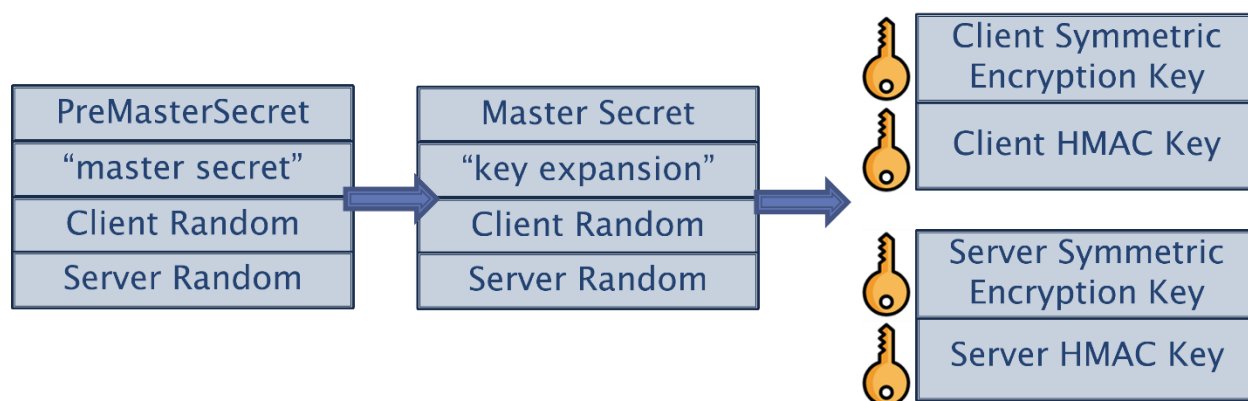 PreMasterSecret
“master secret”
Client Random
Server Random
Master Secret
“key expansion”
Client Random
Server Random
Client Symmetric
Encryption Key
Client HMAC Key
Server Symmetric
Encryption Key
Server HMAC Key